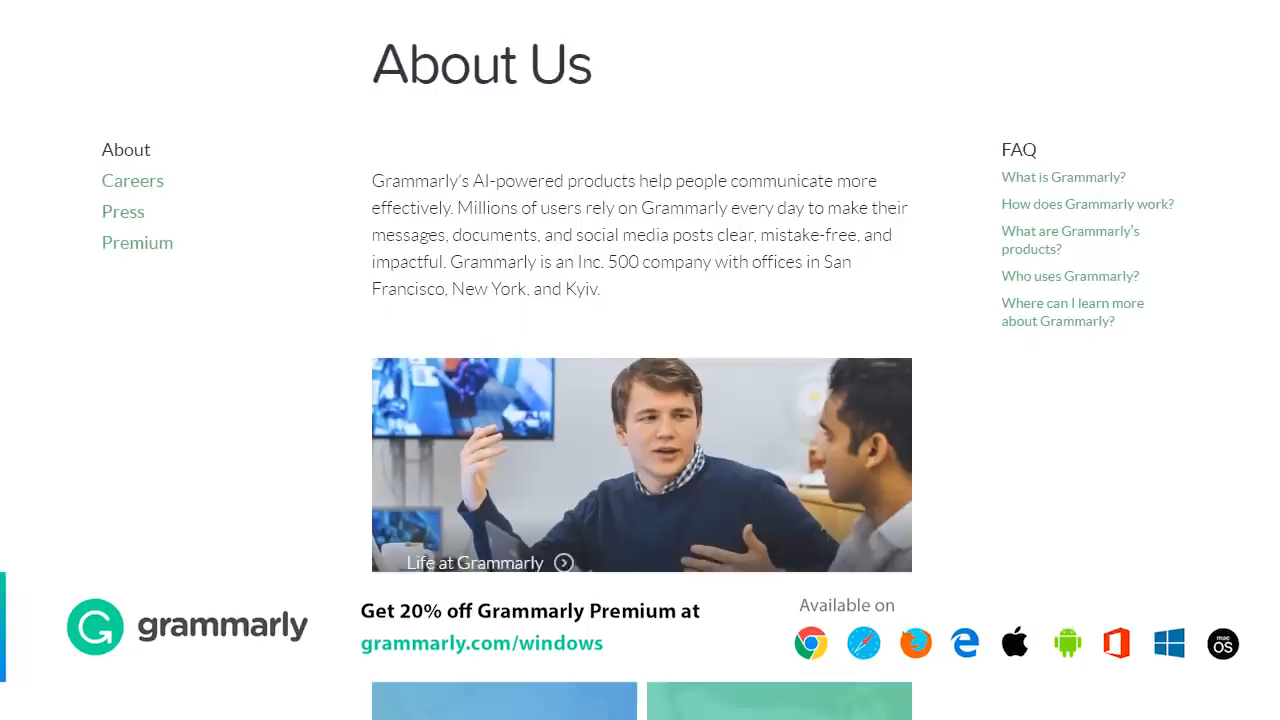 About Us
About
Careers
Press
Premium
Grammarly's AI-powered products help people communicate more
effectively. Millions of users rely on Grammarly every day to make their
messages, documents, and social media posts clear, mistake-free, and
impactful. Grammarly is an Inc. 500 company with offices in San
Francisco, New York, and Kyiv.
FAQ
What is Grammarly?
How does Grammarly work?
What are Grammarly's
products?
Who uses Grammarly?
Where can I learn more
about Grammarly?
Life at Grammarly
grammarly
Get 20% off Grammarly Premium at
grammarly.com/windows
Available on
mac
OS